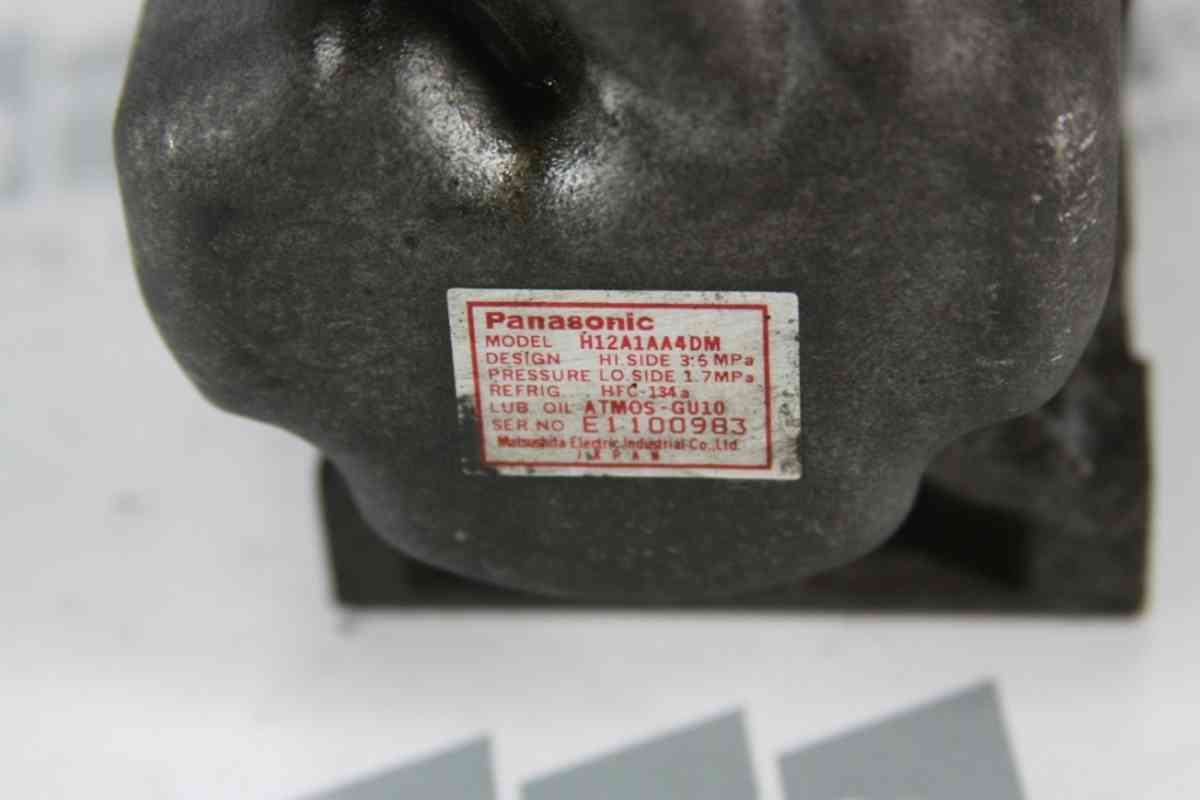 Panasonic
MODEL H12A1AA4DM
DESIGN HI.SIDE 3.6 MPa
PRESSURE LO.SIDE 1.7MPa
REFRIG HFC-134a
LUB. OIL ATMOS-GU10
SER.NO E1100983
Matsushita Electric Industrial Co.,Ltd.
JAPAN